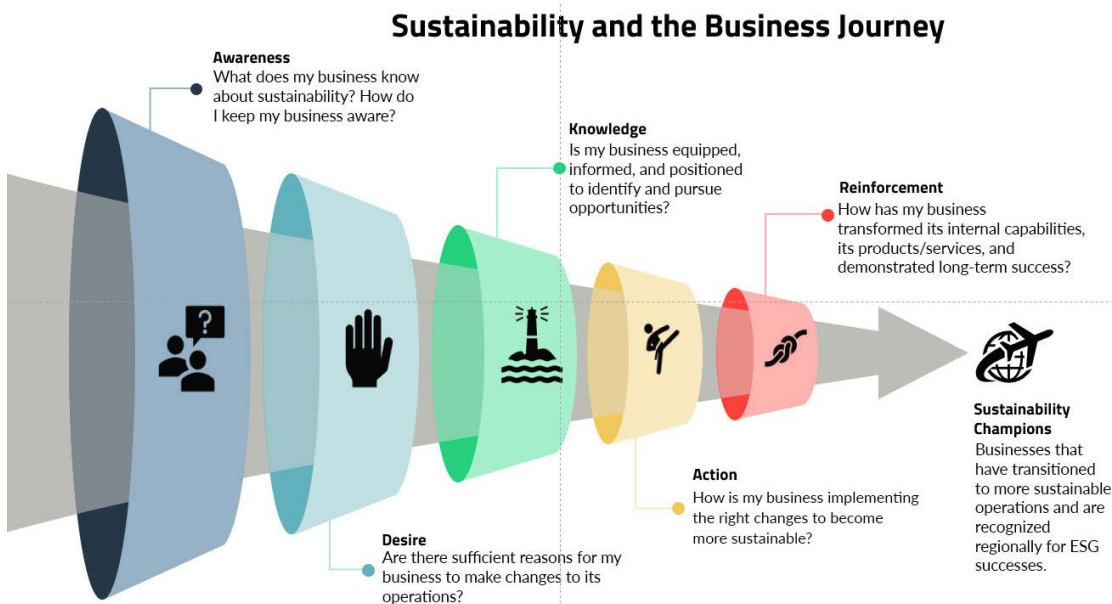 Sustainability and the Business Journey
Awareness
What does my business know
about sustainability? How do
I keep my business aware?
Knowledge
Is my business equipped,
informed, and positioned
to identify and pursue
opportunities?
Reinforcement
How has my business
transformed its internal capabilities,
its products/services, and
demonstrated long-term success?
?
Desire
Are there sufficient reasons for my
business to make changes to its
operations?
Action
How is my business implementing
the right changes to become
more sustainable?
Sustainability
Champions
Businesses that
have transitioned
to more sustainable
operations and are
recognized
regionally for ESG
successes.